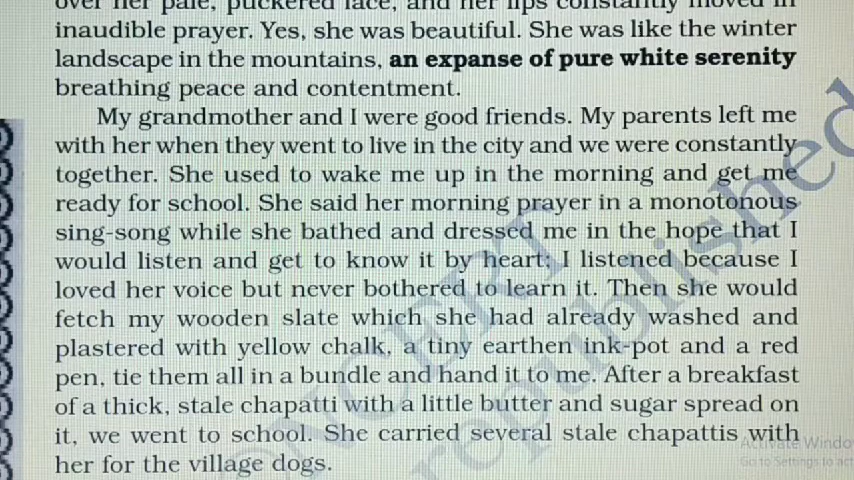 over her pale, puckered face, and her lips constantly moved in
inaudible prayer. Yes, she was beautiful. She was like the winter
landscape in the mountains, an expanse of pure white serenity
breathing peace and contentment.
My grandmother and I were good friends. My parents left me
with her when they went to live in the city and we were constantly
together. She used to wake me up in the morning and get me
ready for school. She said her morning prayer in a monotonous
sing-song while she bathed and dressed me in the hope that I
would listen and get to know it by heart; I listened because I
loved her voice but never bothered to learn it. Then she would
fetch my wooden slate which she had already washed and
plastered with yellow chalk, a tiny earthen ink-pot and a red
pen, tie them all in a bundle and hand it to me. After a breakfast
of a thick, stale chapatti with a little butter and sugar spread on
it, we went to school. She carried several stale chapattis with
her for the village dogs.
© NCERT
republished
Activate Windo
Go to Settings to act